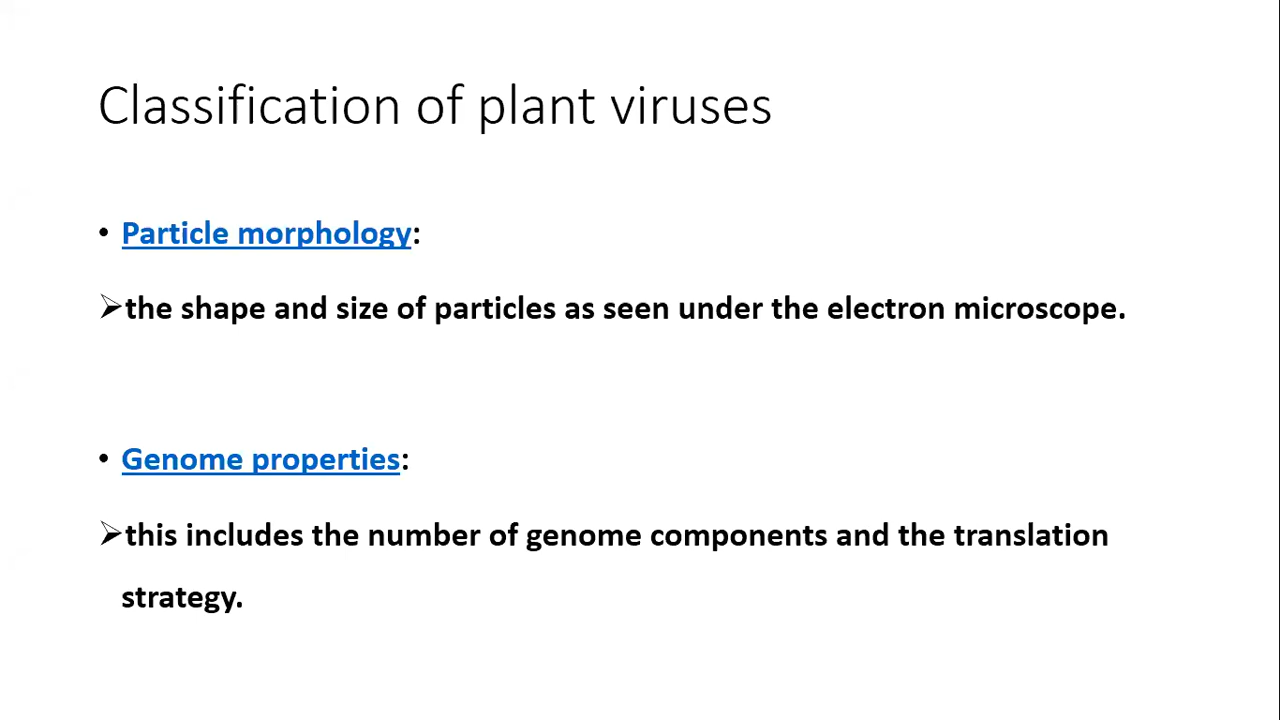 Classification of plant viruses
• Particle morphology:
➢the shape and size of particles as seen under the electron microscope.
• Genome properties:
➢this includes the number of genome components and the translation
strategy.